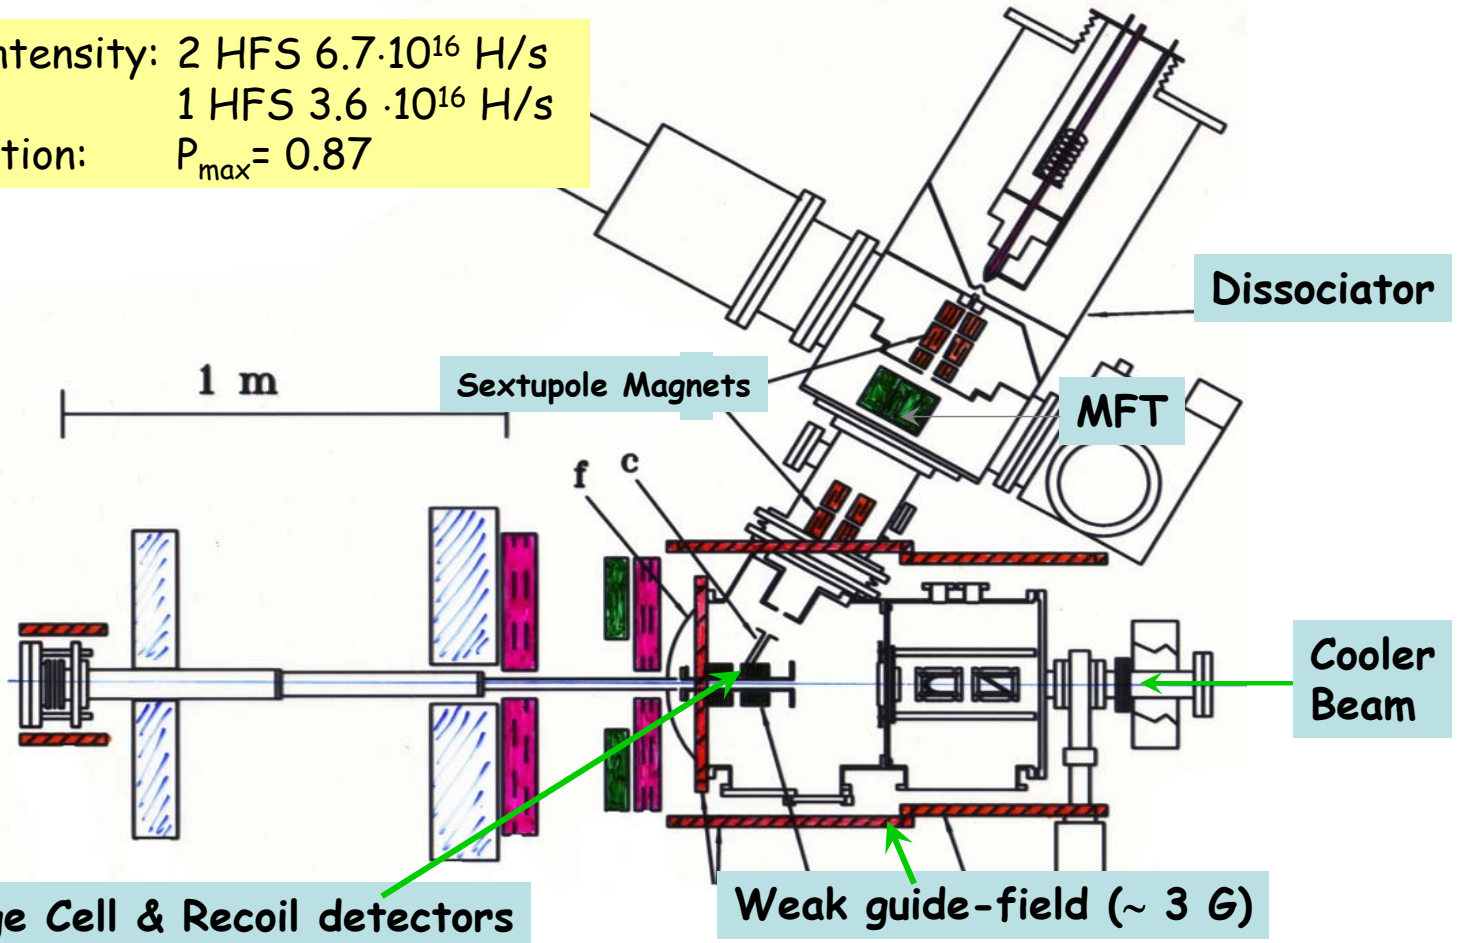 ntensity: 2 HFS 6.7·10¹⁶ H/s
1 HFS 3.6 ·10¹⁶ H/s
tion: Pₘₐₓ= 0.87
Dissociator
1 m
Sextupole Magnets
MFT
f c
Cooler
Beam
ge Cell & Recoil detectors
Weak guide-field (~ 3 G)